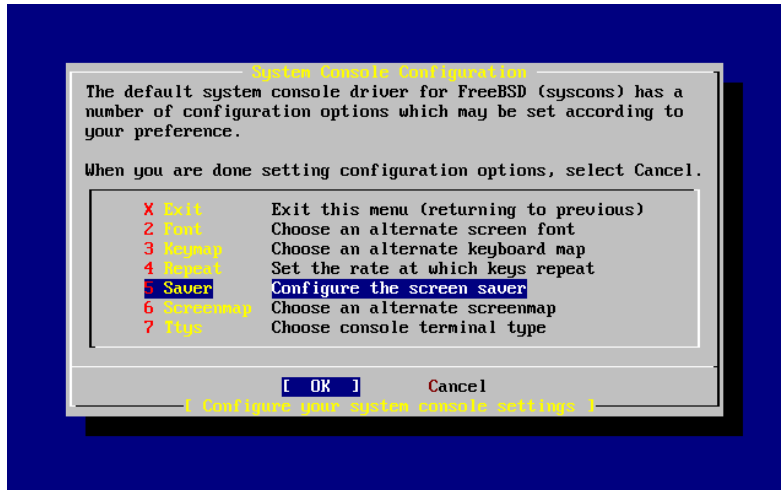 System Console Configuration
The default system console driver for FreeBSD (syscons) has a
number of configuration options which may be set according to
your preference.
When you are done setting configuration options, select Cancel.
X Exit Exit this menu (returning to previous)
2 Font Choose an alternate screen font
3 Keymap Choose an alternate keyboard map
4 Repeat Set the rate at which keys repeat
5 Saver Configure the screen saver
6 Screenmap Choose an alternate screenmap
7 Ttys Choose console terminal type
[ OK ] Cancel
[ Configure your system console settings ]